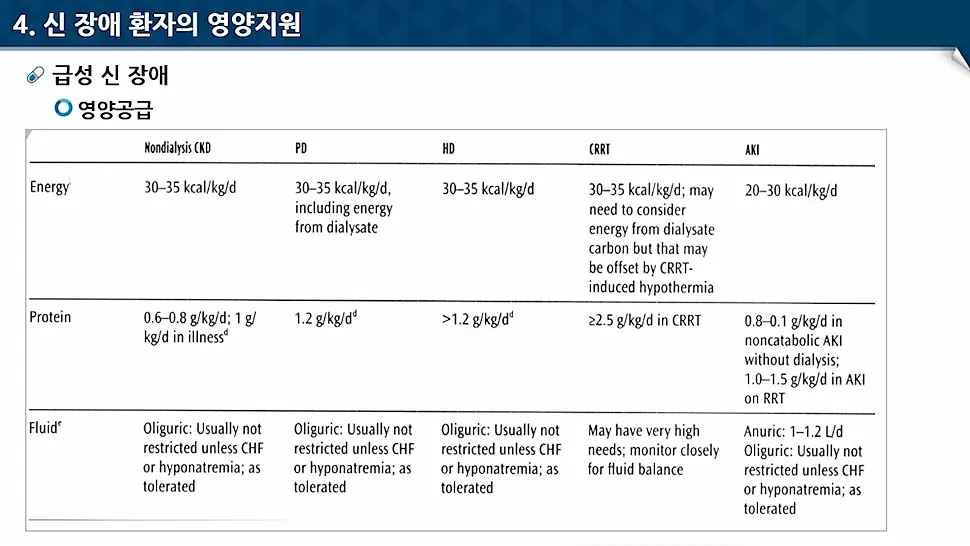 4. 신 장애 환자의 영양지원
급성 신 장애
영양공급
Nondialysis CKD PD HD CRRT AKI
Energy 30–35 kcal/kg/d 30–35 kcal/kg/d, 30–35 kcal/kg/d 30–35 kcal/kg/d; may 20–30 kcal/kg/d
including energy need to consider
from dialysate energy from dialysate
carbon but that may
be offset by CRRT-
induced hypothermia
Protein 0.6–0.8 g/kg/d; 1 g/ 1.2 g/kg/dᵈ >1.2 g/kg/dᵈ ≥2.5 g/kg/d in CRRT 0.8–0.1 g/kg/d in
kg/d in illnessᵈ noncatabolic AKI
without dialysis;
1.0–1.5 g/kg/d in AKI
on RRT
Fluidᵉ Oliguric: Usually not Oliguric: Usually not Oliguric: Usually not May have very high Anuric: 1–1.2 L/d
restricted unless CHF restricted unless CHF restricted unless CHF needs; monitor closely Oliguric: Usually not
or hyponatremia; as or hyponatremia; as or hyponatremia; as for fluid balance restricted unless CHF
tolerated tolerated tolerated or hyponatremia; as
tolerated